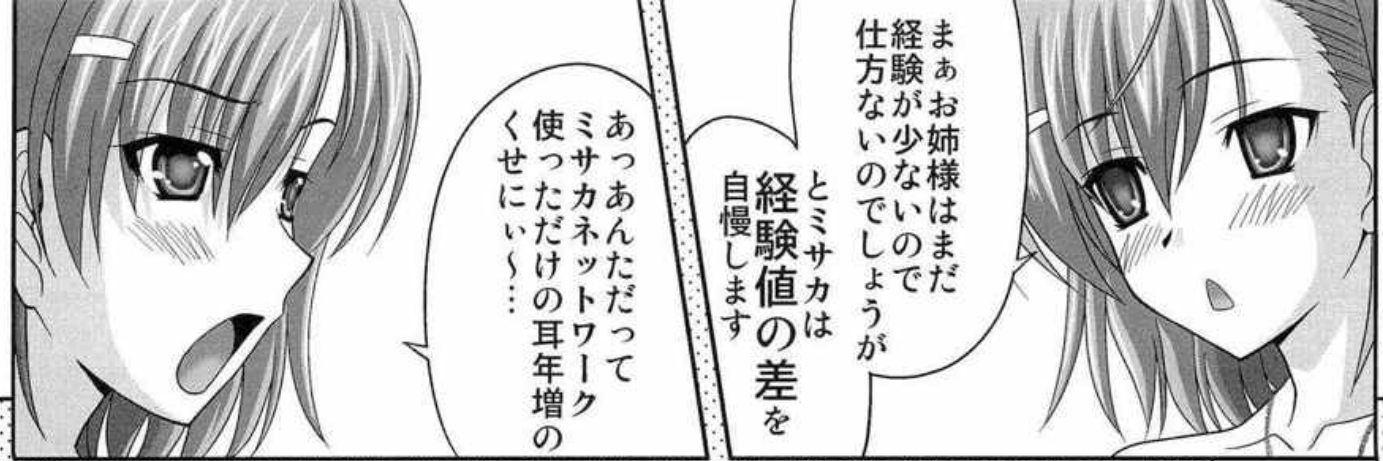 まぁお姉様はまだ
経験が少ないので
仕方ないのでしょうが
とミサカは
経験値の差を
自慢します
あっあんただって
ミサカネットワーク
使っただけの耳年増の
くせにぃ～…